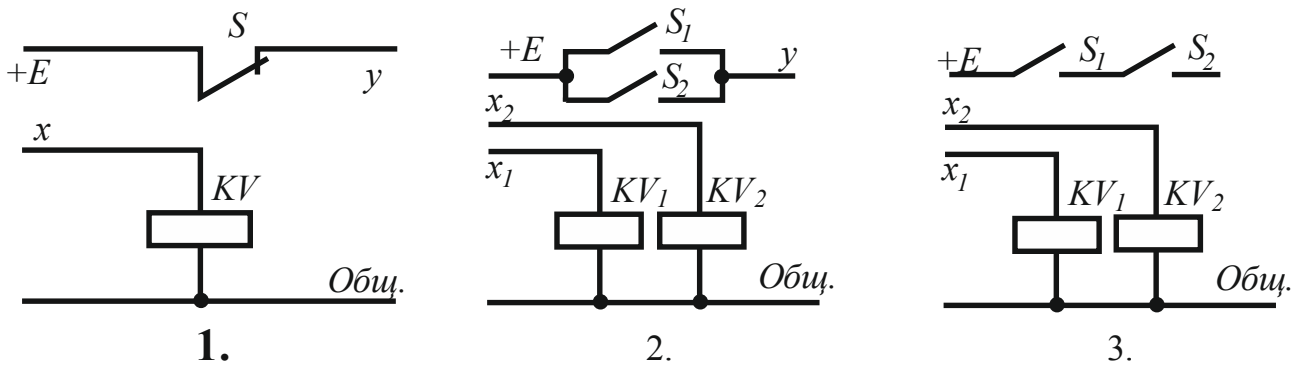 S
+E
y
x
KV
Общ.
1.
S₁
+E
y
S₂
x₂
x₁
KV₁ KV₂
Общ.
2.
+E S₁ S₂
x₂
x₁
KV₁ KV₂
Общ.
3.